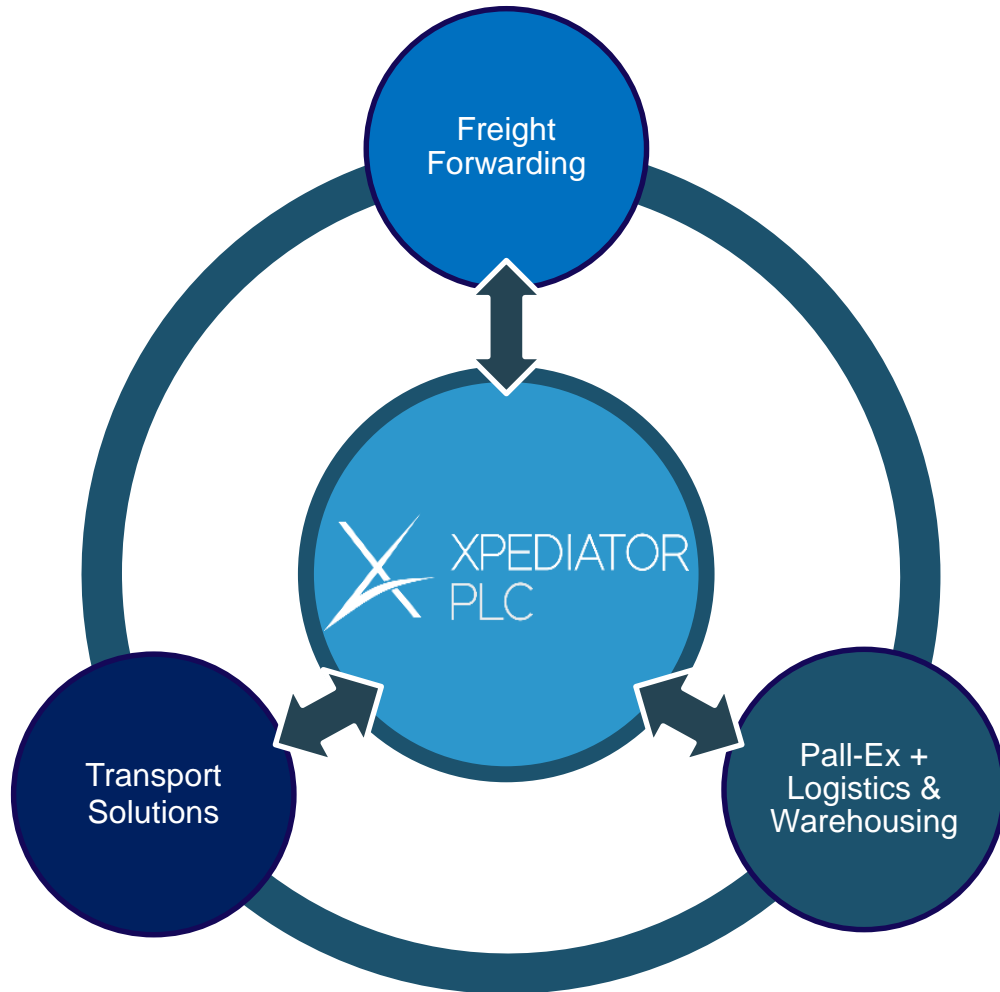 Freight
Forwarding
XPEDIATOR
PLC
Transport
Solutions
Pall-Ex +
Logistics &
Warehousing